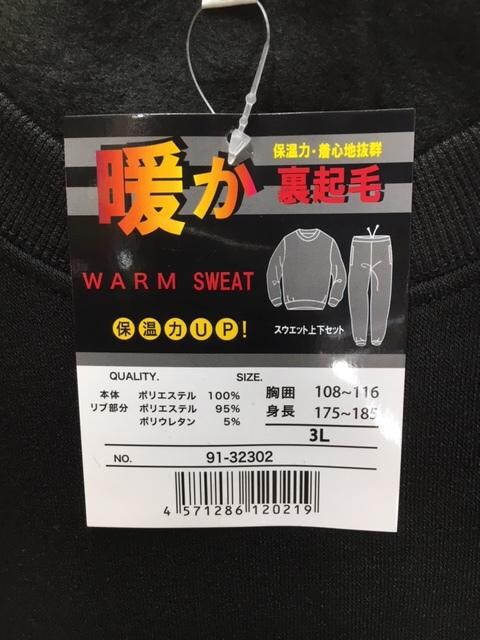 暖か
保温力・着心地抜群
裏起毛
WARM SWEAT
保温力UP!
スウエット上下セット
QUALITY. SIZE.
本体 ポリエステル 100%
リブ部分 ポリエステル 95%
ポリウレタン 5%
胸囲 108~116
身長 175~185
3L
NO. 91-32302
4 571286 120219